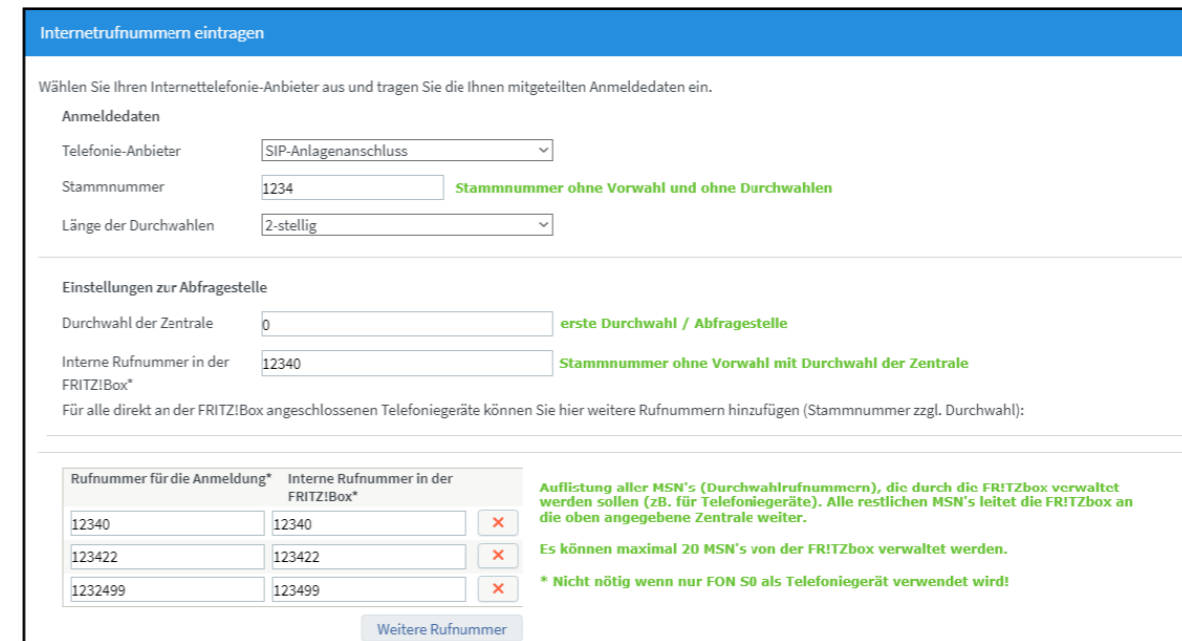 Internetrufnummern eintragen
Wählen Sie Ihren Internettelefonie-Anbieter aus und tragen Sie die Ihnen mitgeteilten Anmeldedaten ein.
Anmeldedaten
Telefonie-Anbieter SIP-Anlagenanschluss
Stammnummer 1234 Stammnummer ohne Vorwahl und ohne Durchwahlen
Länge der Durchwahlen 2-stellig
Einstellungen zur Abfragestelle
Durchwahl der Zentrale 0 erste Durchwahl / Abfragestelle
Interne Rufnummer in der 12340 Stammnummer ohne Vorwahl mit Durchwahl der Zentrale
FRITZ!Box*
Für alle direkt an der FRITZ!Box angeschlossenen Telefoniegeräte können Sie hier weitere Rufnummern hinzufügen (Stammnummer zzgl. Durchwahl):
Rufnummer für die Anmeldung* Interne Rufnummer in der
FRITZ!Box*
12340 12340
123422 123422
1232499 123499
Weitere Rufnummer
Auflistung aller MSN's (Durchwahlrufnummern), die durch die FR!TZbox verwaltet
werden sollen (zB. für Telefoniegeräte). Alle restlichen MSN's leitet die FR!TZbox an
die oben angegebene Zentrale weiter.
Es können maximal 20 MSN's von der FR!TZbox verwaltet werden.
* Nicht nötig wenn nur FON S0 als Telefoniegerät verwendet wird!